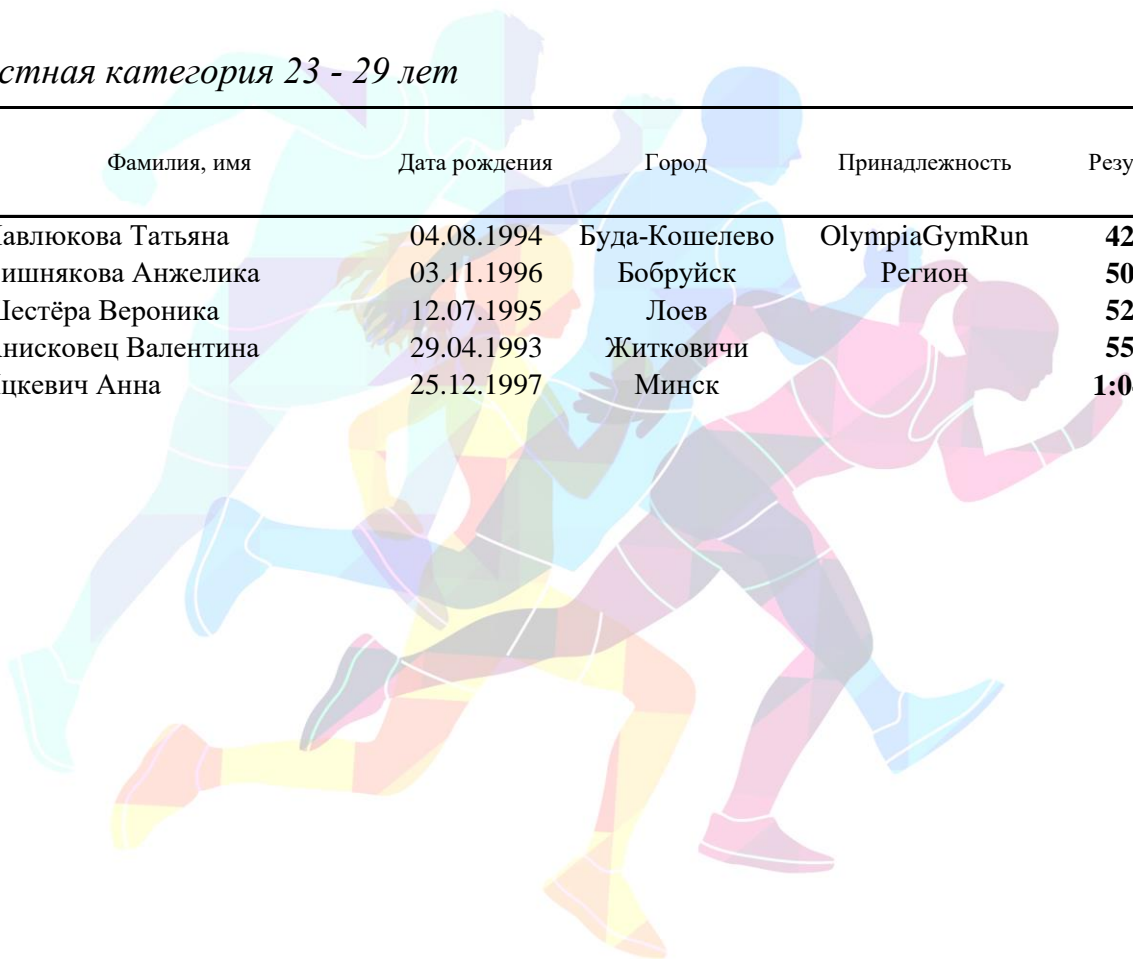 стная категория 23 - 29 лет
Фамилия, имя Дата рождения Город Принадлежность Резу
авлюкова Татьяна 04.08.1994 Буда-Кошелево OlympiaGymRun 42
ишнякова Анжелика 03.11.1996 Бобруйск Регион 50
Шестёра Вероника 12.07.1995 Лоев 52
нисковец Валентина 29.04.1993 Житковичи 55
цкевич Анна 25.12.1997 Минск 1:0